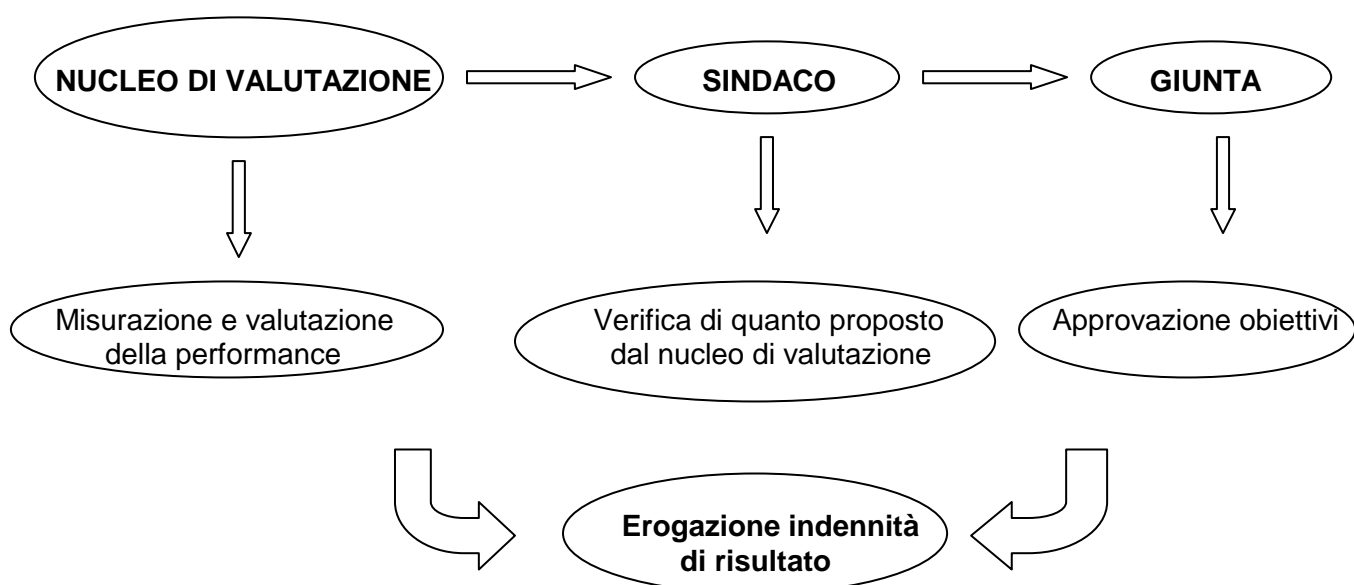 NUCLEO DI VALUTAZIONE
SINDACO
GIUNTA
Misurazione e valutazione
della performance
Verifica di quanto proposto
dal nucleo di valutazione
Approvazione obiettivi
Erogazione indennità
di risultato